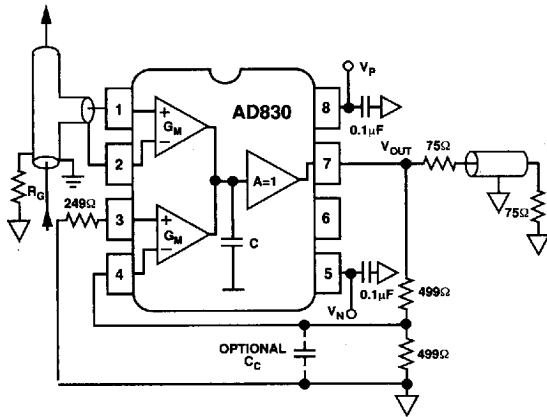 V_P
AD830
1
+
G_M
−
8
0.1μF
V_OUT
75Ω
2
7
A=1
R_G
249Ω
75Ω
3
+
G_M
−
6
C
4
5
0.1μF
499Ω
V_N
OPTIONAL
C_C
499Ω